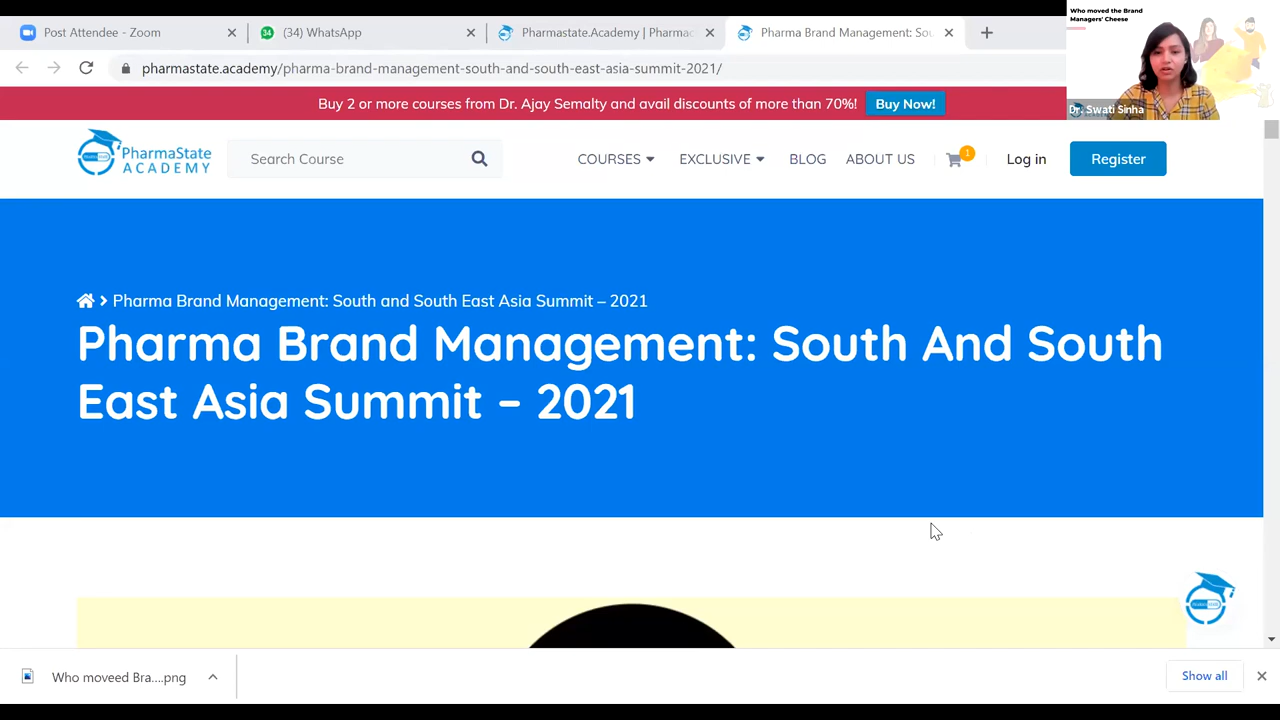 Post Attendee - Zoom
(34) WhatsApp
Pharmastate.Academy | Pharmac
Pharma Brand Management: Sou
Who moved the Brand
Managers' Cheese
Dr. Swati Sinha
pharmastate.academy/pharma-brand-management-south-and-south-east-asia-summit-2021/
Buy 2 or more courses from Dr. Ajay Semalty and avail discounts of more than 70%! Buy Now!
PharmaState
ACADEMY
Search Course
COURSES EXCLUSIVE BLOG ABOUT US 1 Log in Register
Pharma Brand Management: South and South East Asia Summit – 2021
Pharma Brand Management: South And South
East Asia Summit – 2021
Who moveed Bra....png
Show all